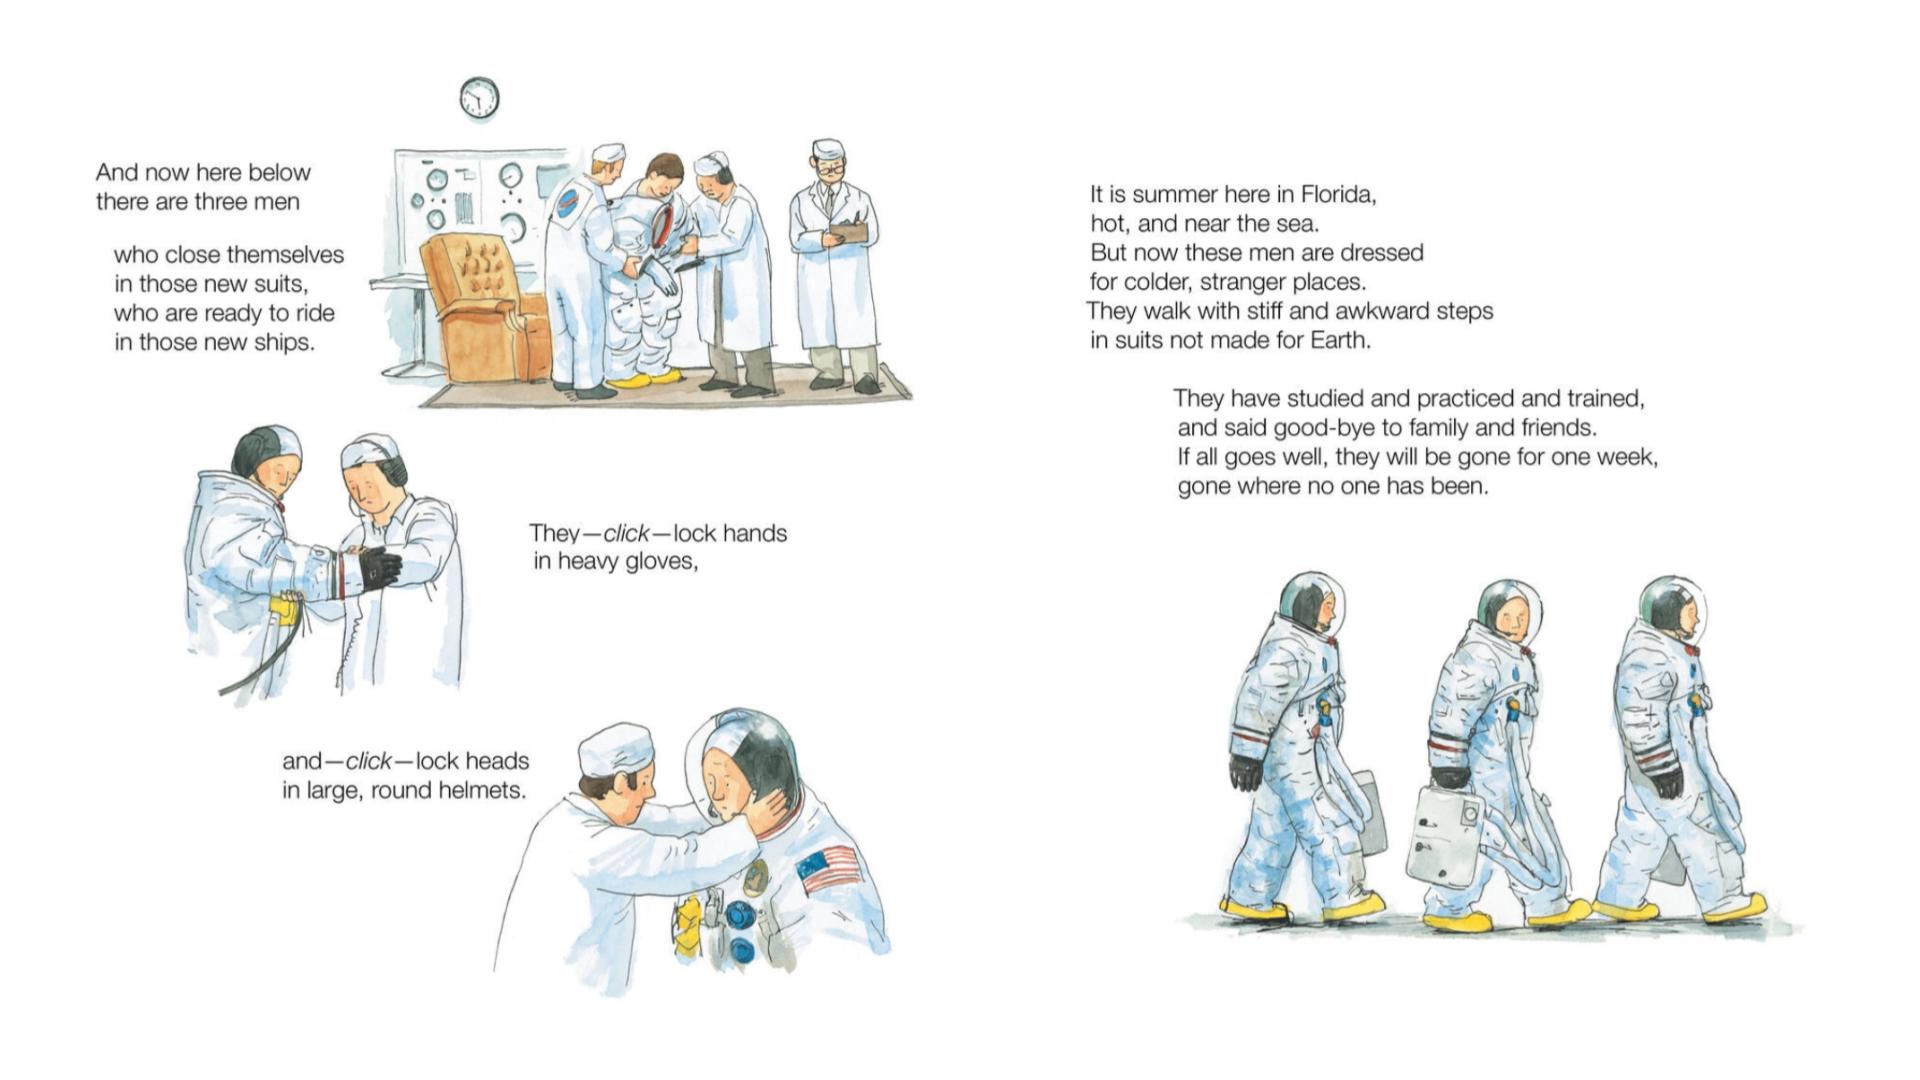 And now here below
there are three men
who close themselves
in those new suits,
who are ready to ride
in those new ships.
They—click—lock hands
in heavy gloves,
and—click—lock heads
in large, round helmets.
It is summer here in Florida,
hot, and near the sea.
But now these men are dressed
for colder, stranger places.
They walk with stiff and awkward steps
in suits not made for Earth.
They have studied and practiced and trained,
and said good-bye to family and friends.
If all goes well, they will be gone for one week,
gone where no one has been.